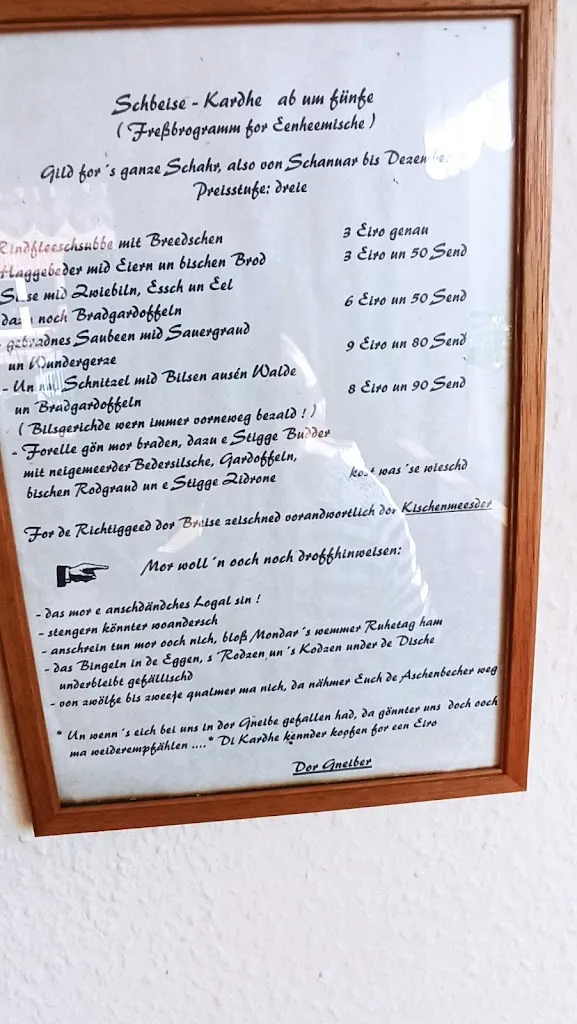 Schbeise - Kardhe ab um fünfe
( Freßbrogramm for Eenheemische )
Gild for´s ganze Schahr, also von Schanuar bis
Preisstufe: dreie
Rindfleeschsubbe mit Breedschen 3 Eiro genau
Haggebeder mid Eiern un bischen Brod 3 Eiro un 50 Send
mid Zwiebiln, Essch un Eel
noch Bradgardoffeln 6 Eiro un 50 Send
- gebradnes Saubeen mid Sauergraud
un Wundergerze 9 Eiro un 80 Send
- Un Schnitzel mid Bilsen ausén Walde
un Bradgardoffeln 8 Eiro un 90 Send
( Bilsgerichde wern immer vorneweg bezald ! )
- Forelle gön mor braden, dazu e Stigge Budder
mit neigemeerder Bedersilsche, Gardoffeln,
bischen Rodgraud un e Stigge Zidrone was´se wieschd
For de Richtiggeed dor Breise zeischned vorandwortlich dor Kischenmeesder
Mor woll´n ooch noch droffhinweisen:
- das mor e anschdändches Logal sin !
- stengern könnter woandersch
- anschrein tun mor ooch nich, bloß Mondar´s wemmer Ruhetag ham
- das Bingeln in de Eggen, s´Rodzen un´s Kodzen under de Dische
underbleibt gefällischd
- von zwölfe bis zweeje qualmer ma nich, da nähmer Euch de Aschenbecher weg
* Un wenn´s eich bei uns in dor Gneibe gefallen had, da gönnter uns doch ooch
ma weiderempfählen ....* Di Kardhe kennder koofen for een Eiro
Dor Gneiber